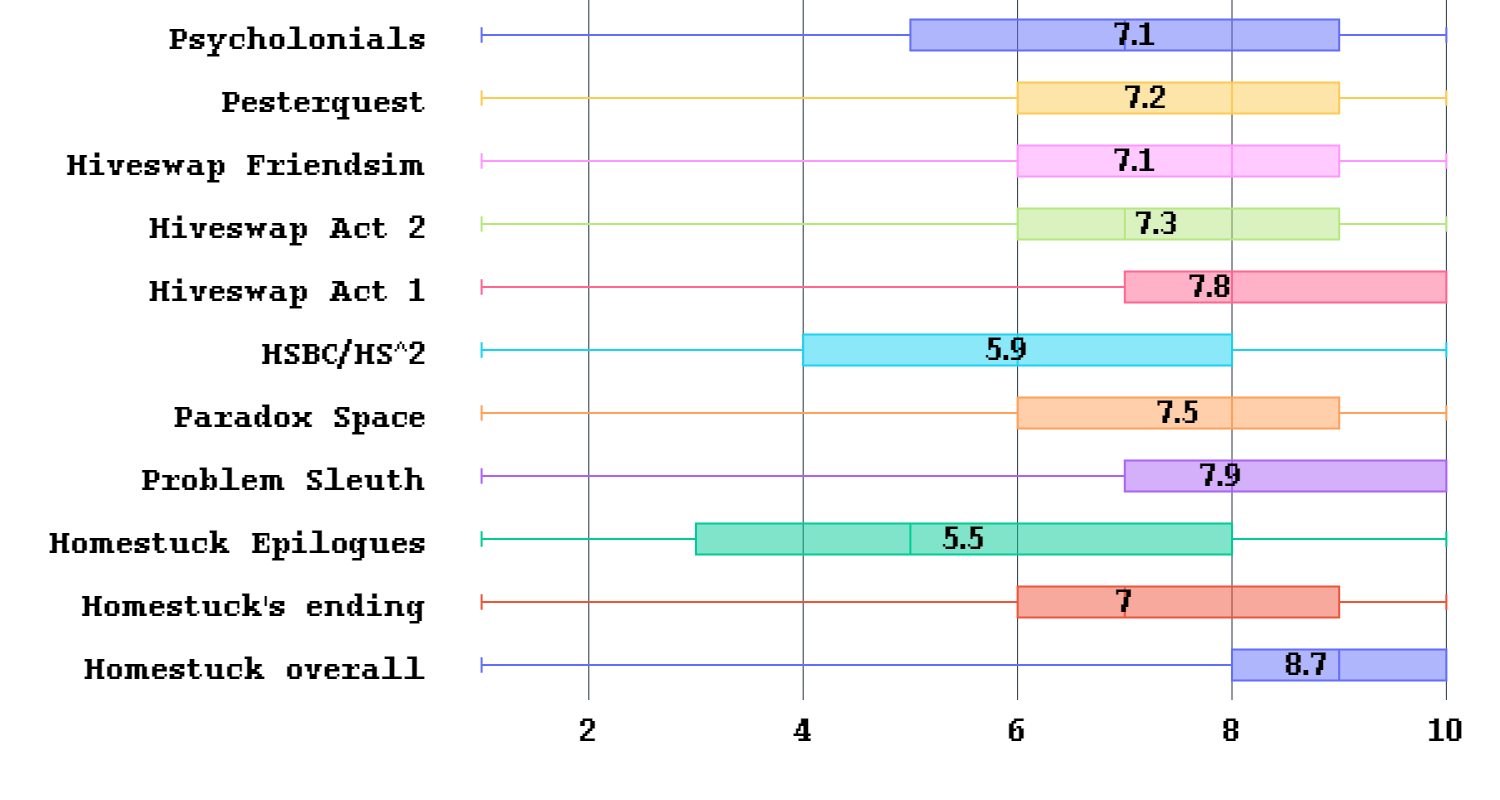 Psycholonials 7.1
Pesterquest 7.2
Hiveswap Friendsim 7.1
Hiveswap Act 2 7.3
Hiveswap Act 1 7.8
HSBC/HS^2 5.9
Paradox Space 7.5
Problem Sleuth 7.9
Homestuck Epilogues 5.5
Homestuck's ending 7
Homestuck overall 8.7
2 4 6 8 10